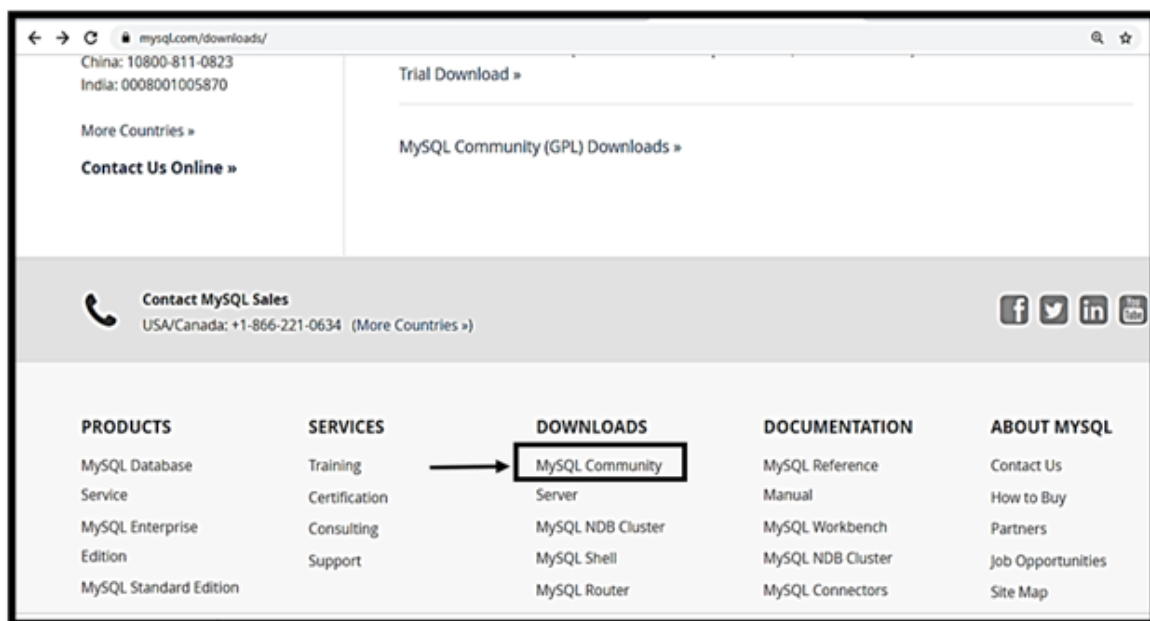 mysql.com/downloads/
China: 10800-811-0823
India: 0008001005870
More Countries »
Contact Us Online »
Trial Download »
MySQL Community (GPL) Downloads »
Contact MySQL Sales
USA/Canada: +1-866-221-0634 (More Countries »)
You
Tube
PRODUCTS
MySQL Database
Service
MySQL Enterprise
Edition
MySQL Standard Edition
SERVICES
Training
Certification
Consulting
Support
DOWNLOADS
MySQL Community
Server
MySQL NDB Cluster
MySQL Shell
MySQL Router
DOCUMENTATION
MySQL Reference
Manual
MySQL Workbench
MySQL NDB Cluster
MySQL Connectors
ABOUT MYSQL
Contact Us
How to Buy
Partners
Job Opportunities
Site Map